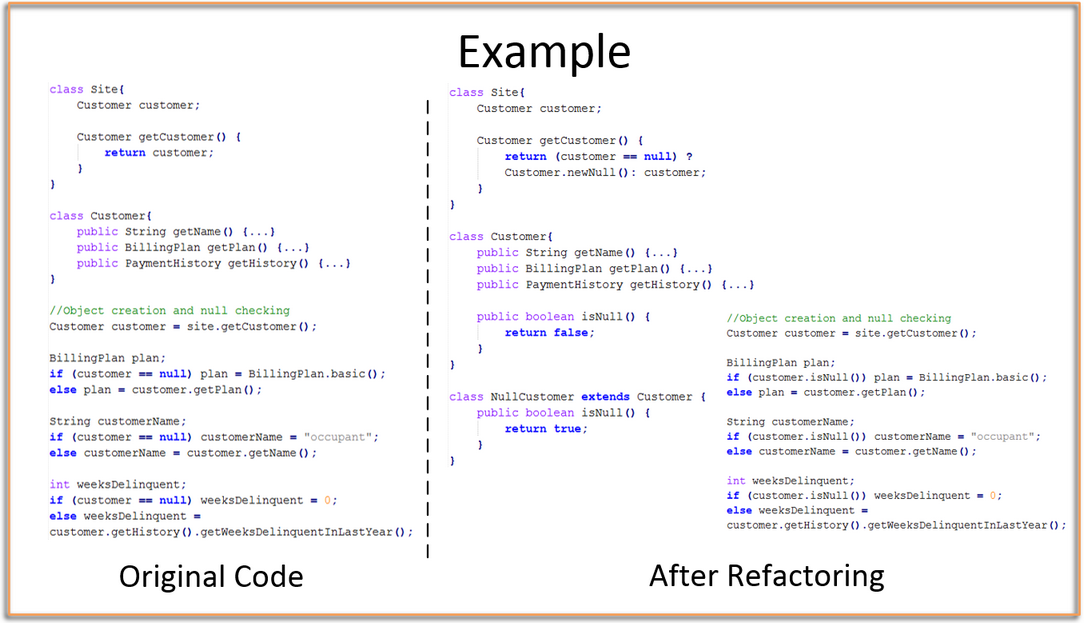 Example
class Site{
Customer customer;
Customer getCustomer() {
return customer;
}
}
class Customer{
public String getName() {...}
public BillingPlan getPlan() {...}
public PaymentHistory getHistory() {...}
}
//Object creation and null checking
Customer customer = site.getCustomer();
BillingPlan plan;
if (customer == null) plan = BillingPlan.basic();
else plan = customer.getPlan();
String customerName;
if (customer == null) customerName = "occupant";
else customerName = customer.getName();
int weeksDelinquent;
if (customer == null) weeksDelinquent = 0;
else weeksDelinquent =
customer.getHistory().getWeeksDelinquentInLastYear();
Original Code
class Site{
Customer customer;
Customer getCustomer() {
return (customer == null) ?
Customer.newNull(): customer;
}
}
class Customer{
public String getName() {...}
public BillingPlan getPlan() {...}
public PaymentHistory getHistory() {...}
public boolean isNull() {
return false;
}
}
class NullCustomer extends Customer {
public boolean isNull() {
return true;
}
}
//Object creation and null checking
Customer customer = site.getCustomer();
BillingPlan plan;
if (customer.isNull()) plan = BillingPlan.basic();
else plan = customer.getPlan();
String customerName;
if (customer.isNull()) customerName = "occupant";
else customerName = customer.getName();
int weeksDelinquent;
if (customer.isNull()) weeksDelinquent = 0;
else weeksDelinquent =
customer.getHistory().getWeeksDelinquentInLastYear();
After Refactoring